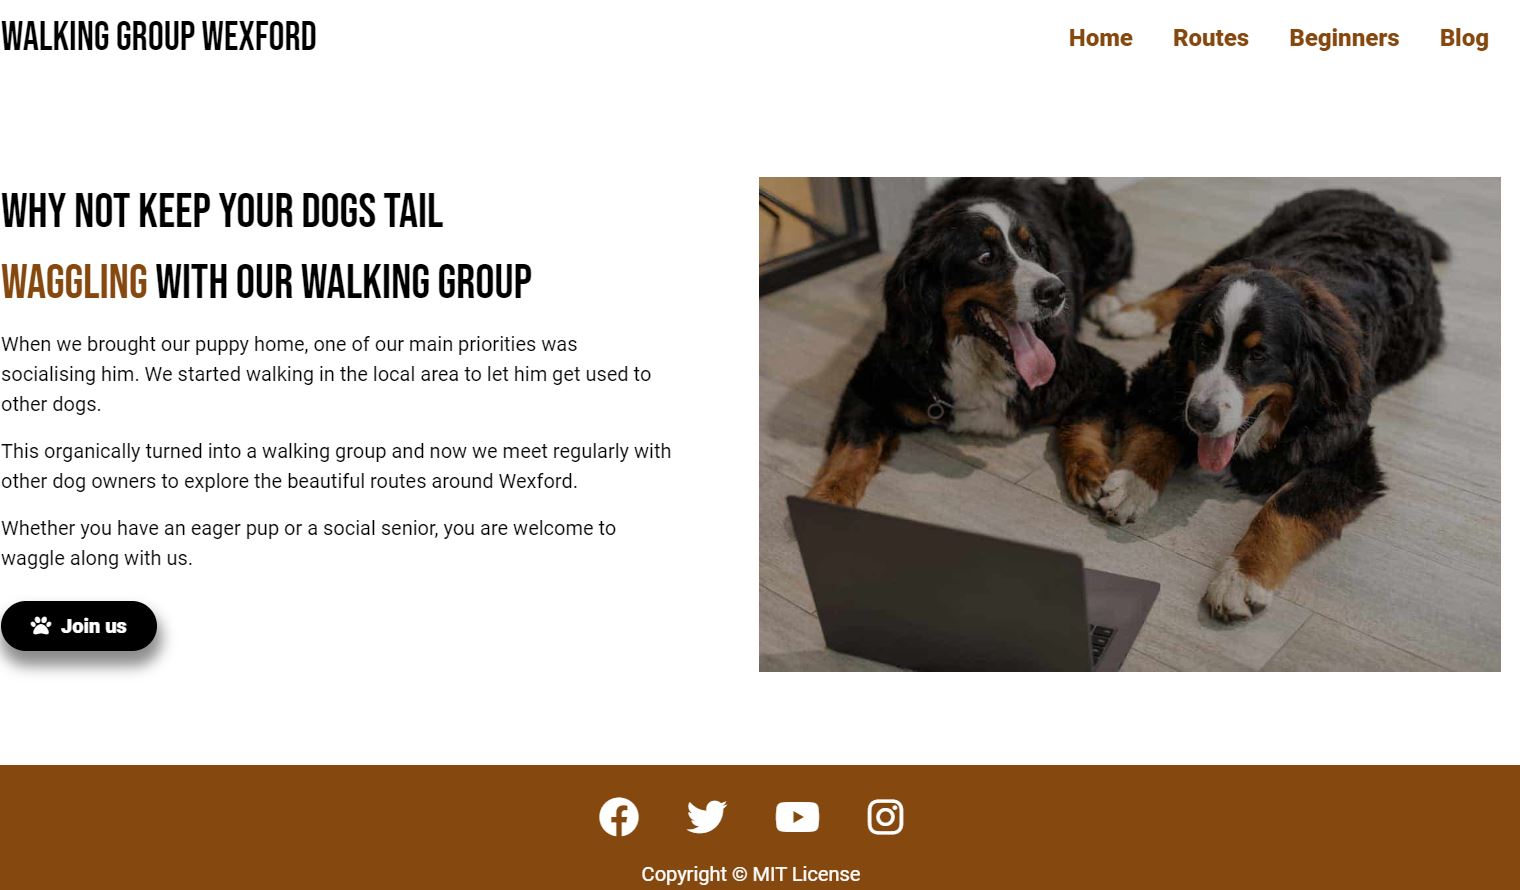 WALKING GROUP WEXFORD
Home Routes Beginners Blog
WHY NOT KEEP YOUR DOGS TAIL
WAGGLING WITH OUR WALKING GROUP
When we brought our puppy home, one of our main priorities was
socialising him. We started walking in the local area to let him get used to
other dogs.
This organically turned into a walking group and now we meet regularly with
other dog owners to explore the beautiful routes around Wexford.
Whether you have an eager pup or a social senior, you are welcome to
waggle along with us.
Join us
Copyright © MIT License